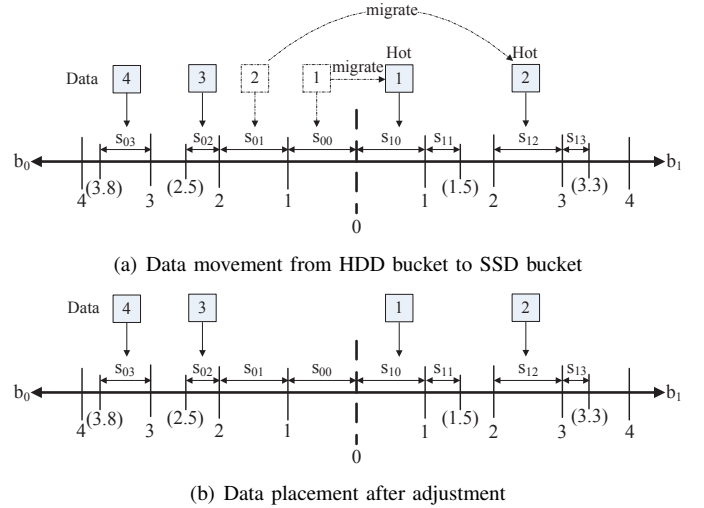 migrate
Hot
Hot
Data
4
3
2
1
migrate
1
2
s03 s02 s01 s00 s10 s11 s12 s13
b0
b1
4 (3.8) 3 (2.5) 2 1 1 (1.5) 2 3 (3.3) 4
0
(a) Data movement from HDD bucket to SSD bucket
Data
4
3
1
2
s03 s02 s01 s00 s10 s11 s12 s13
b0
b1
4 (3.8) 3 (2.5) 2 1 1 (1.5) 2 3 (3.3) 4
0
(b) Data placement after adjustment